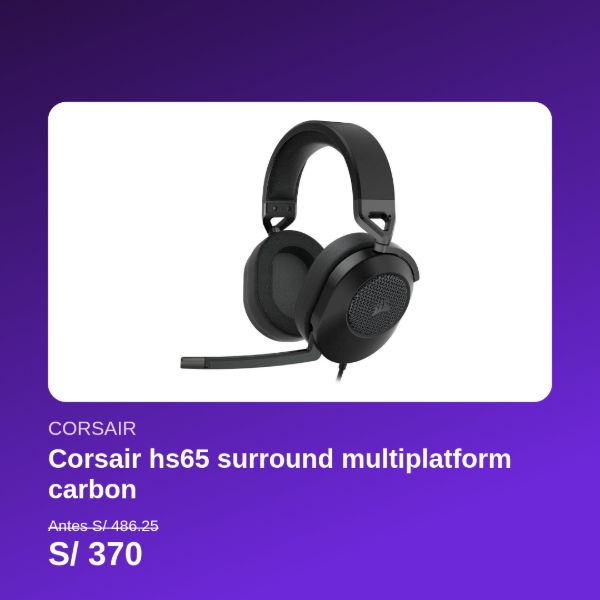 CORSAIR
Corsair hs65 surround multiplatform
carbon
Antes S/ 486.25
S/ 370